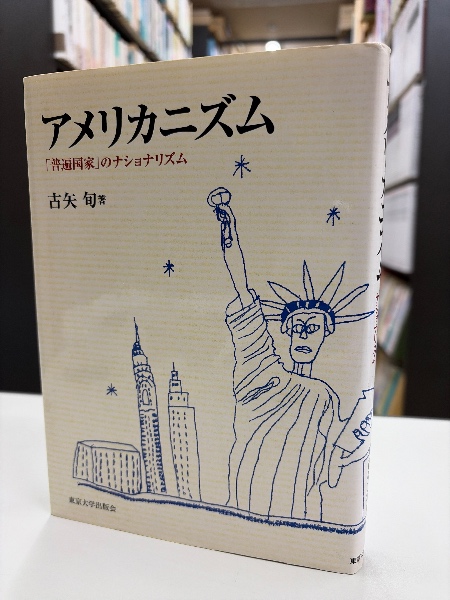 アメリカニズム
「普遍国家」のナショナリズム
古矢 旬 著
東京大学出版会